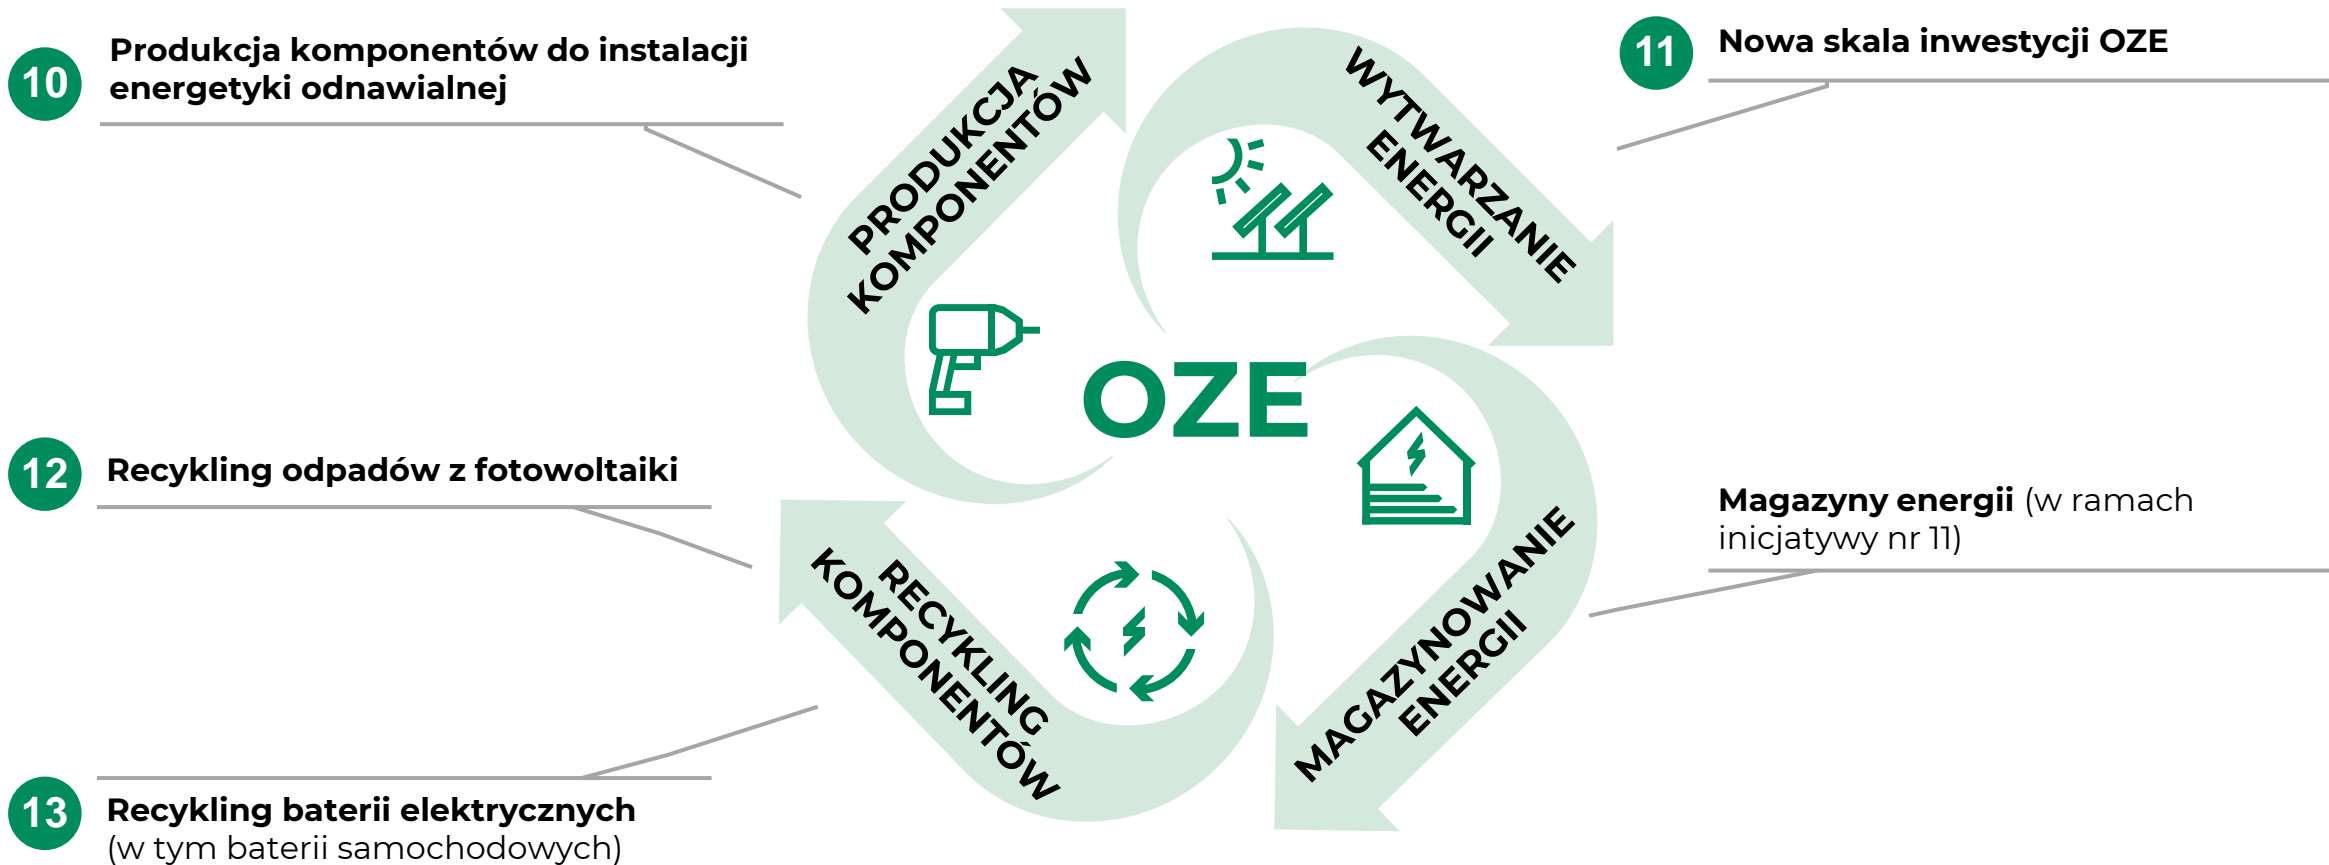 10
Produkcja komponentów do instalacji
energetyki odnawialnej
11
Nowa skala inwestycji OZE
PRODUKCJA
KOMPONENTÓW
WYTWARZANIE
ENERGII
OZE
12
Recykling odpadów z fotowoltaiki
Magazyny energii (w ramach
inicjatywy nr 11)
RECYKLING
KOMPONENTÓW
MAGAZYNOWANIE
ENERGII
13
Recykling baterii elektrycznych
(w tym baterii samochodowych)